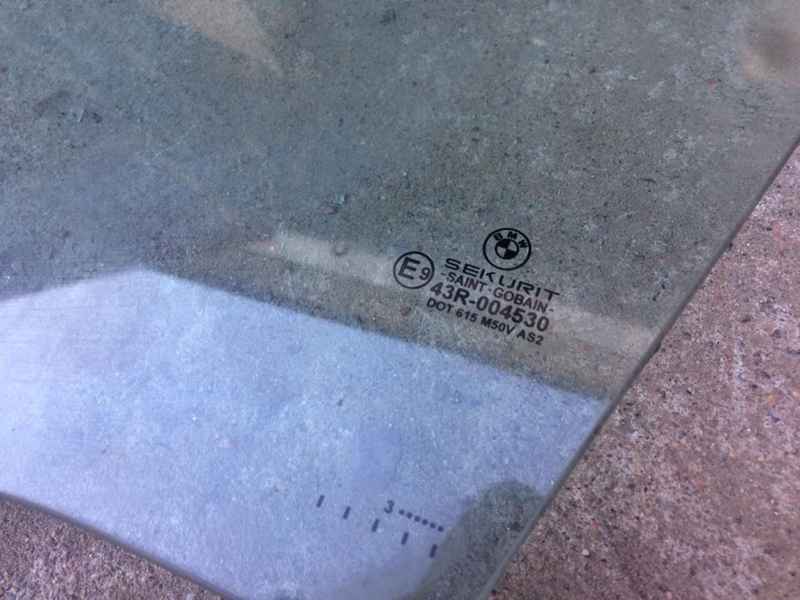 BMW
E9
SEKURIT
-SAINT-GOBAIN-
43R-004530
DOT 615 M50V AS2
3••••••